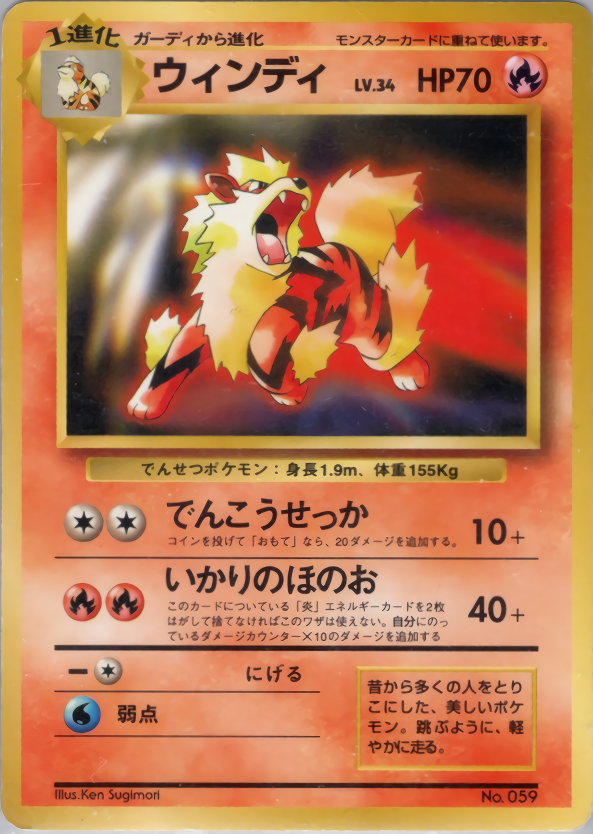 1進化 ガーディから進化 モンスターカードに重ねて使います。
ウィンディ LV.34 HP70
でんせつポケモン：身長1.9m、体重155Kg
でんこうせっか 10+
コインを投げて「おもて」なら、20ダメージを追加する。
いかりのほのお 40+
このカードについている「炎」エネルギーカードを2枚
はがして捨てなければこのワザは使えない。自分にのっ
ているダメージカウンター×10のダメージを追加する
ー にげる
弱点
昔から多くの人をとり
こにした、美しいポケ
モン。跳ぶように、軽
やかに走る。
Illus.Ken Sugimori No. 059